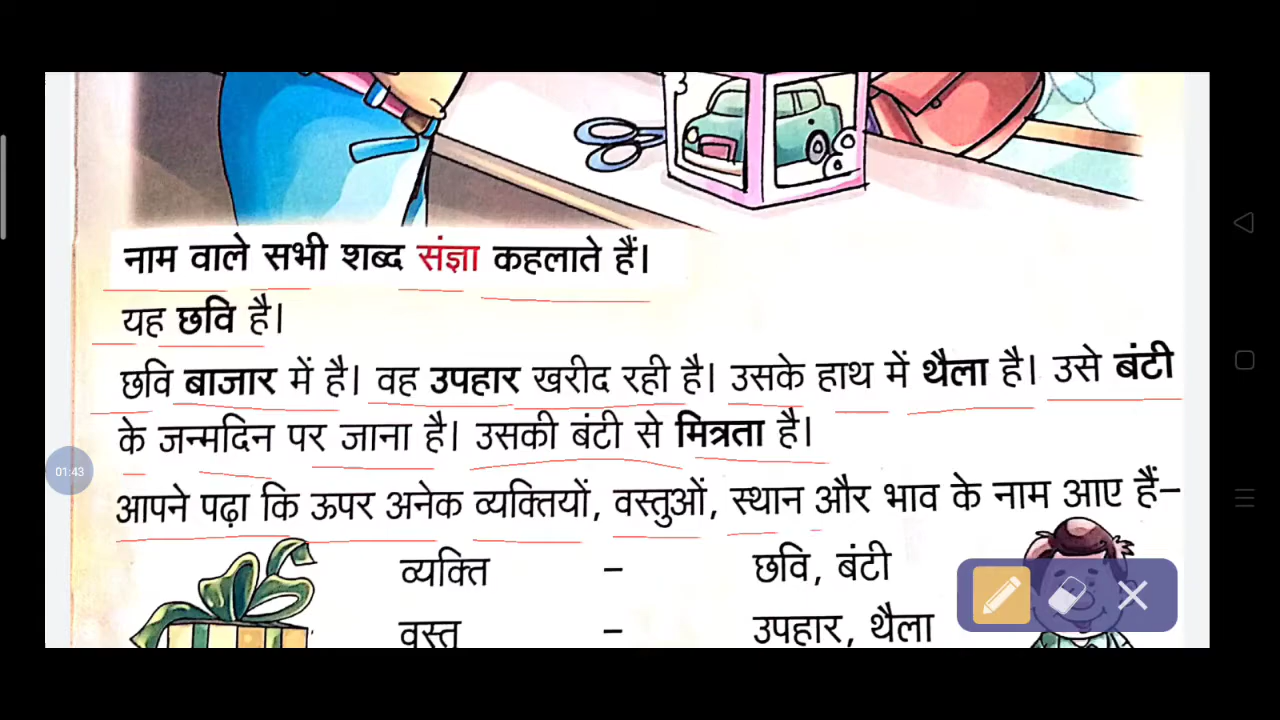 नाम वाले सभी शब्द संज्ञा कहलाते हैं।
यह छवि है।
छवि बाजार में है। वह उपहार खरीद रही है। उसके हाथ में थैला है। उसे बंटी
के जन्मदिन पर जाना है। उसकी बंटी से मित्रता है।
आपने पढ़ा कि ऊपर अनेक व्यक्तियों, वस्तुओं, स्थान और भाव के नाम आए हैं–
01:43
व्यक्ति – छवि, बंटी
वस्तु – उपहार, थैला